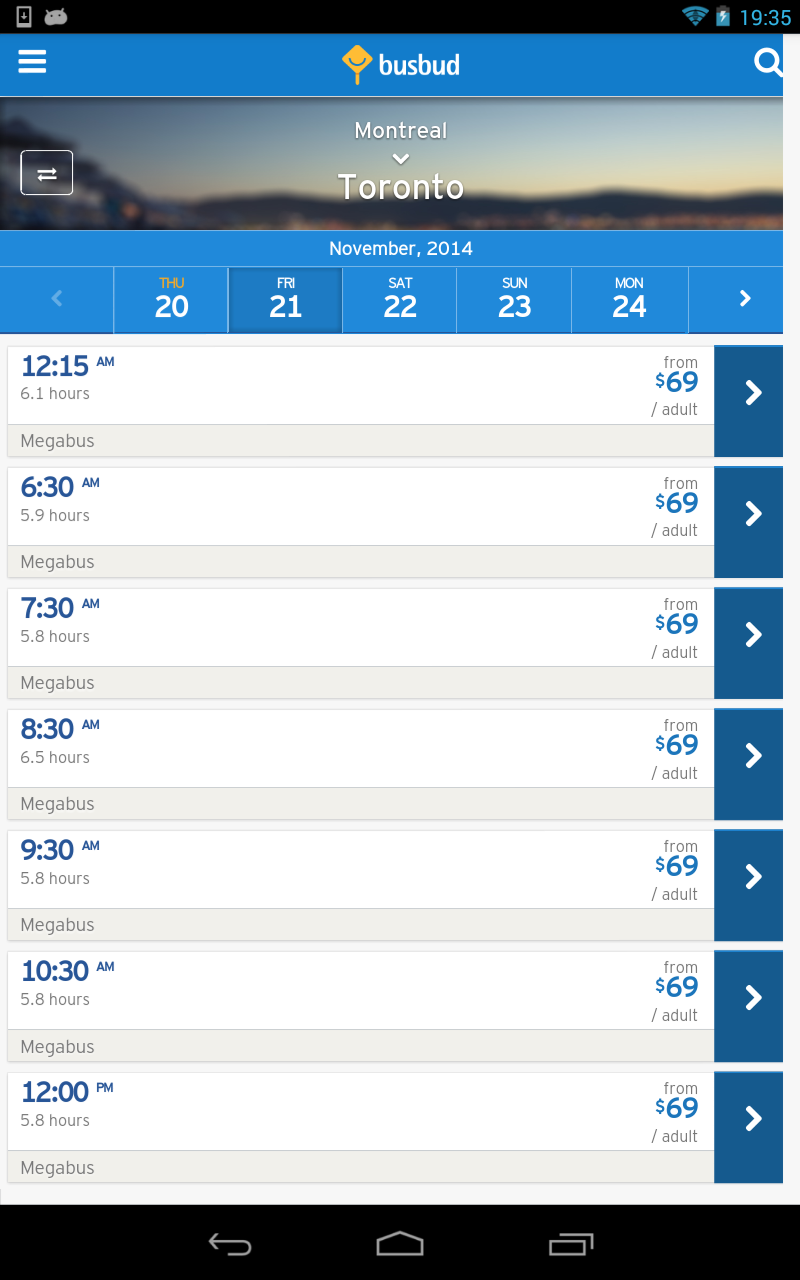 19:35
busbud
Montreal
Toronto
November, 2014
THU FRI SAT SUN MON
20 21 22 23 24
12:15 AM
6.1 hours
from
$69
/ adult
Megabus
6:30 AM
5.9 hours
from
$69
/ adult
Megabus
7:30 AM
5.8 hours
from
$69
/ adult
Megabus
8:30 AM
6.5 hours
from
$69
/ adult
Megabus
9:30 AM
5.8 hours
from
$69
/ adult
Megabus
10:30 AM
5.8 hours
from
$69
/ adult
Megabus
12:00 PM
5.8 hours
from
$69
/ adult
Megabus